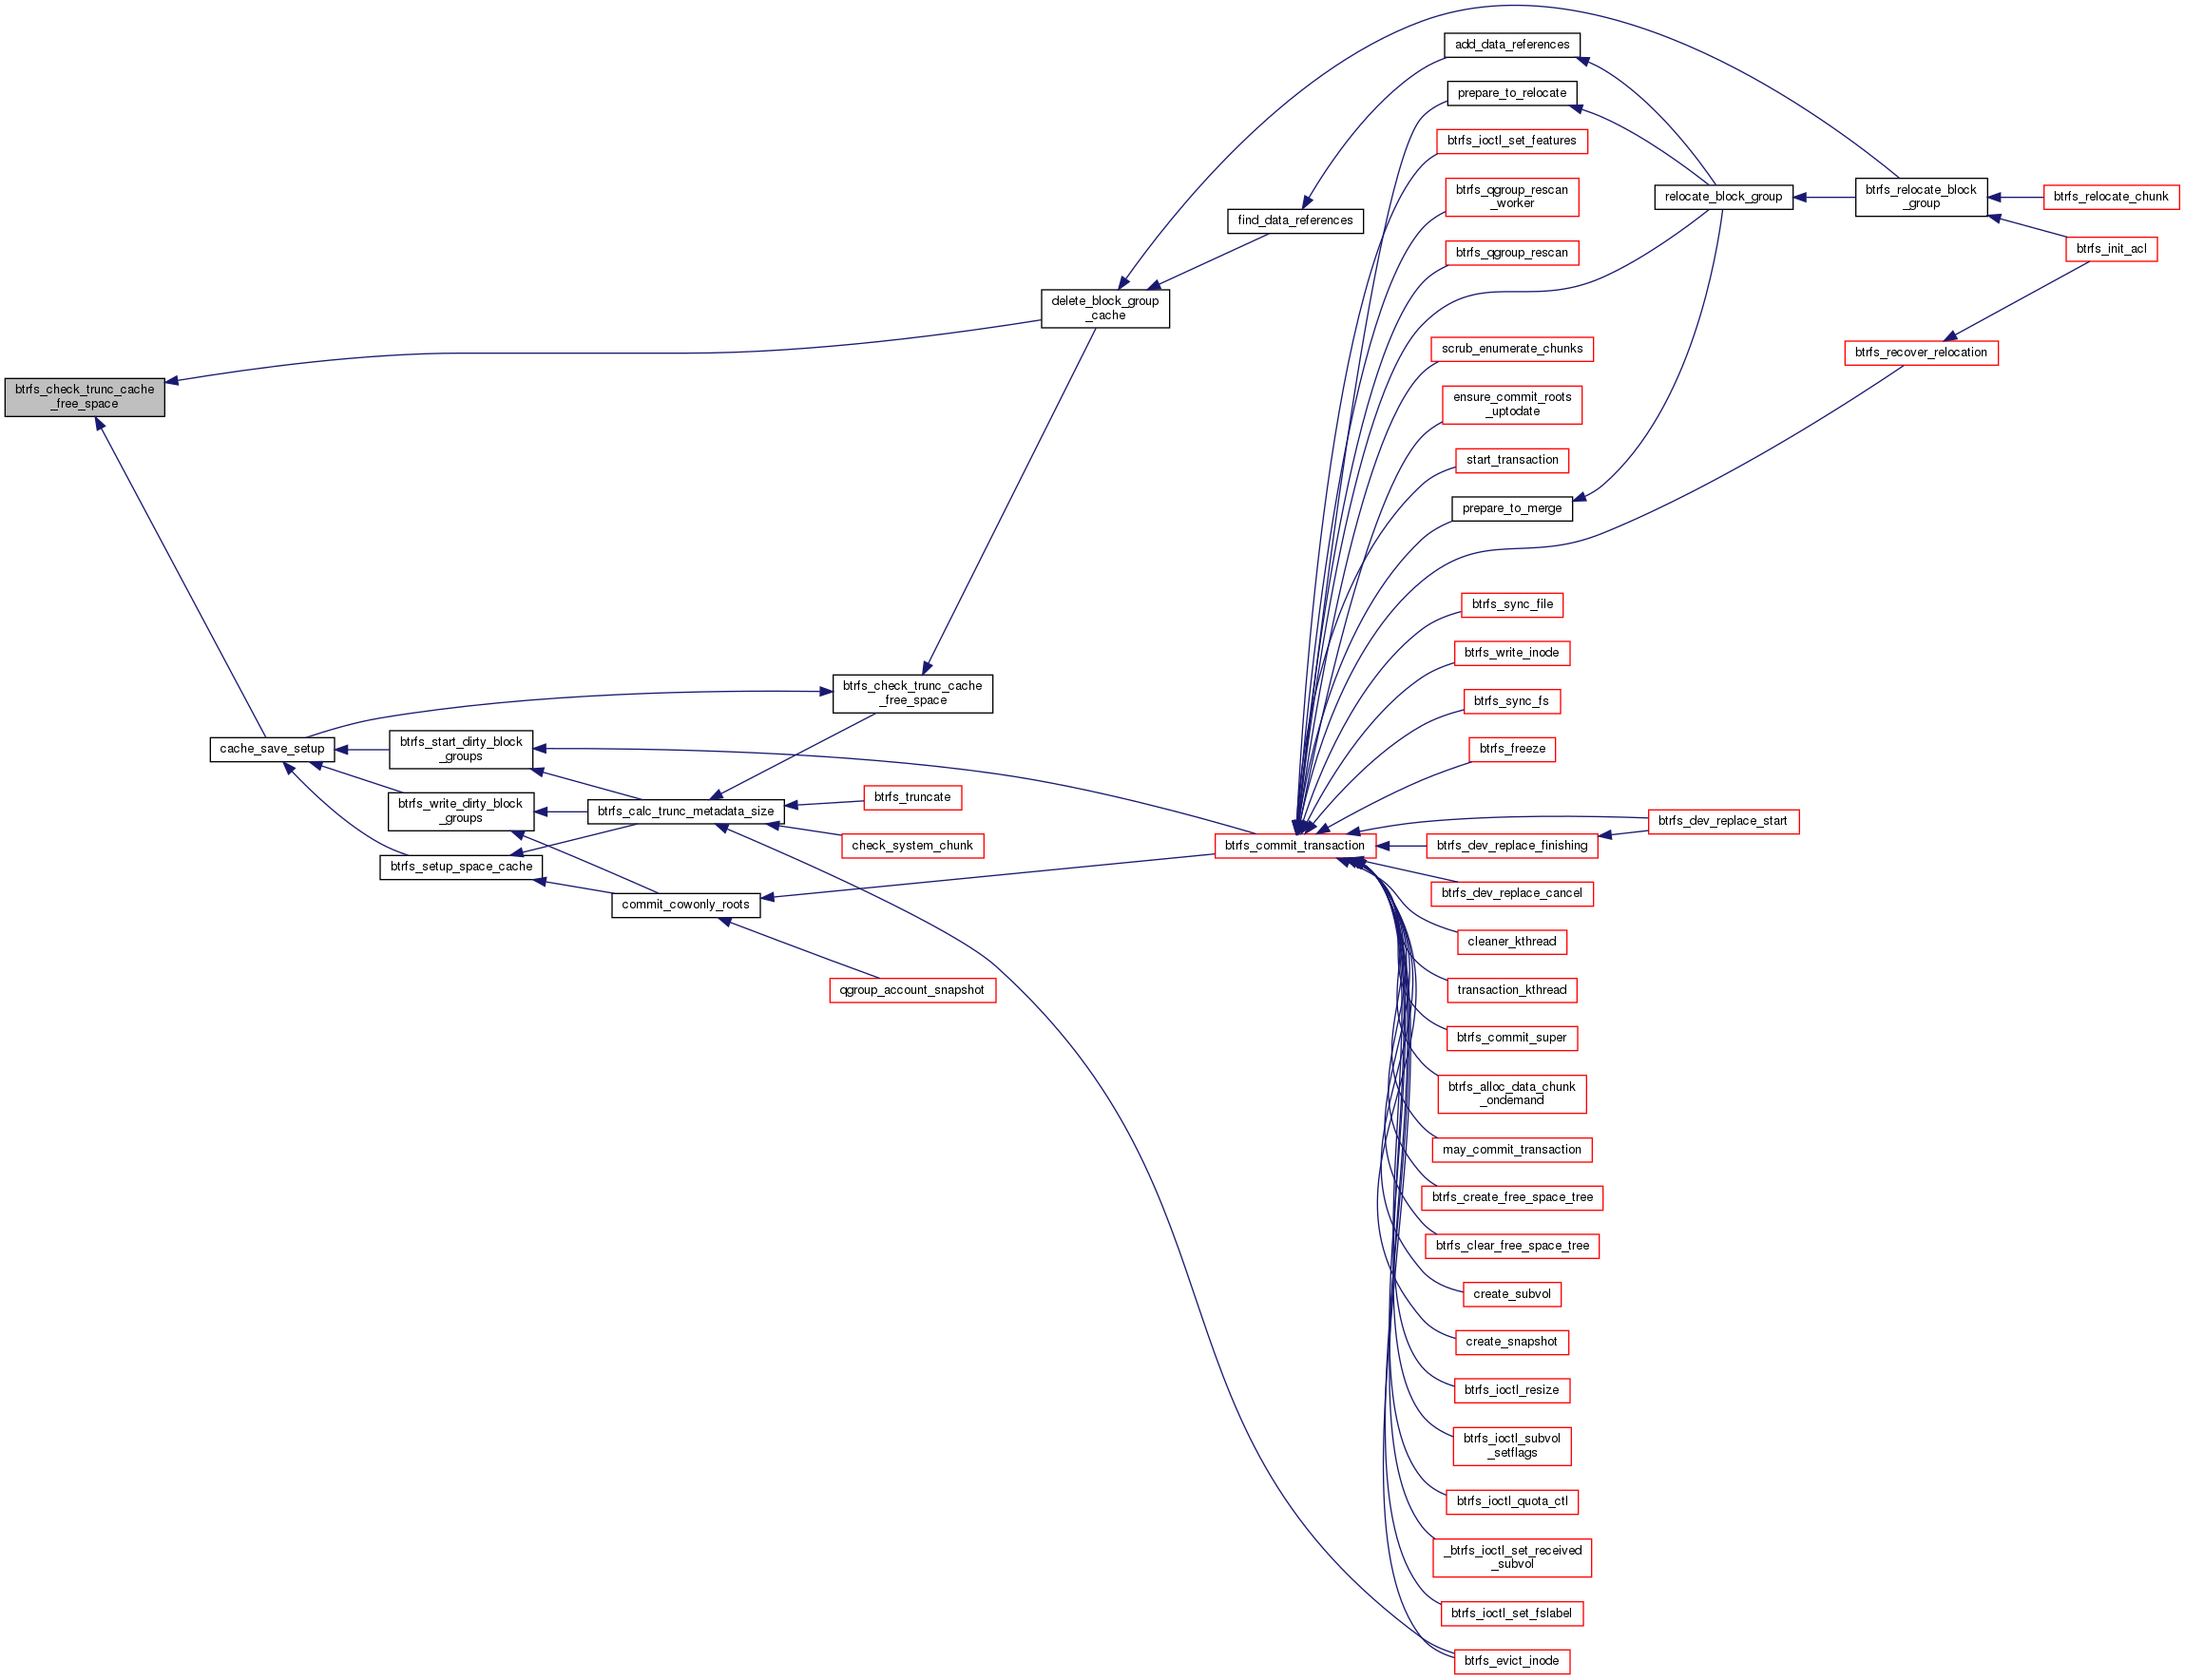 add_data_references
prepare_to_relocate
btrfs_ioctl_set_features
btrfs_qgroup_rescan
_worker
relocate_block_group
btrfs_relocate_block
_group
btrfs_relocate_chunk
find_data_references
btrfs_qgroup_rescan
btrfs_init_acl
delete_block_group
_cache
scrub_enumerate_chunks
btrfs_recover_relocation
btrfs_check_trunc_cache
_free_space
ensure_commit_roots
_uptodate
start_transaction
prepare_to_merge
btrfs_sync_file
btrfs_write_inode
btrfs_check_trunc_cache
_free_space
btrfs_sync_fs
cache_save_setup
btrfs_start_dirty_block
_groups
btrfs_freeze
btrfs_write_dirty_block
_groups
btrfs_calc_trunc_metadata_size
btrfs_truncate
btrfs_dev_replace_start
check_system_chunk
btrfs_commit_transaction
btrfs_dev_replace_finishing
btrfs_setup_space_cache
btrfs_dev_replace_cancel
commit_cowonly_roots
cleaner_kthread
qgroup_account_snapshot
transaction_kthread
btrfs_commit_super
btrfs_alloc_data_chunk
_ondemand
may_commit_transaction
btrfs_create_free_space_tree
btrfs_clear_free_space_tree
create_subvol
create_snapshot
btrfs_ioctl_resize
btrfs_ioctl_subvol
_setflags
btrfs_ioctl_quota_ctl
_btrfs_ioctl_set_received
_subvol
btrfs_ioctl_set_fslabel
btrfs_evict_inode